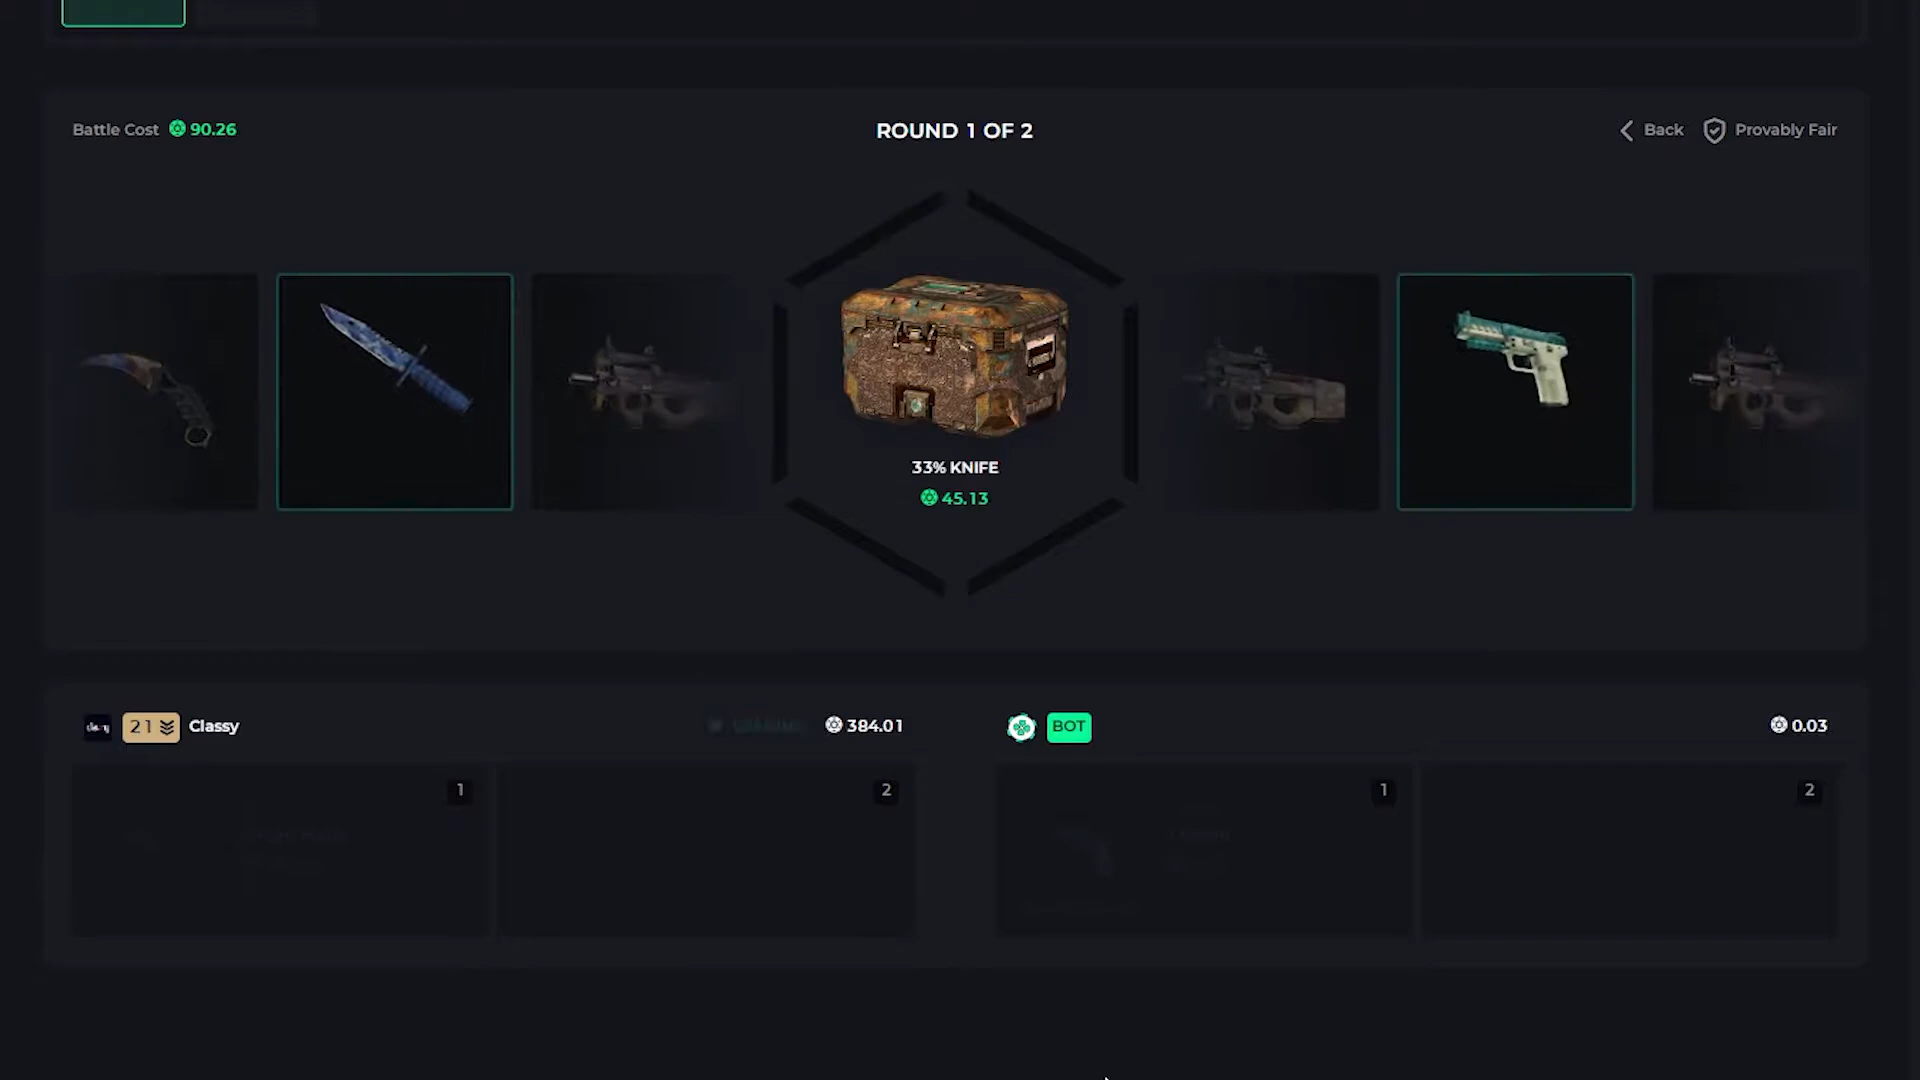 Battle Cost 90.26
ROUND 1 OF 2
Back
Provably Fair
33% KNIFE
45.13
21 Classy
384.01
BOT
0.03
1
2
1
2